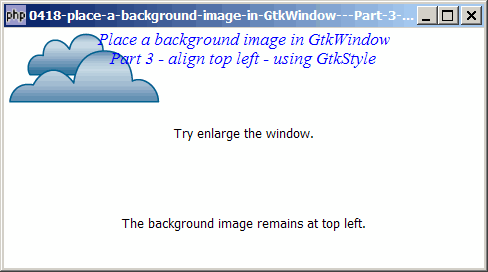 php 0418-place-a-background-image-in-GtkWindow---Part-3-...
Place a background image in GtkWindow
Part 3 - align top left - using GtkStyle
Try enlarge the window.
The background image remains at top left.